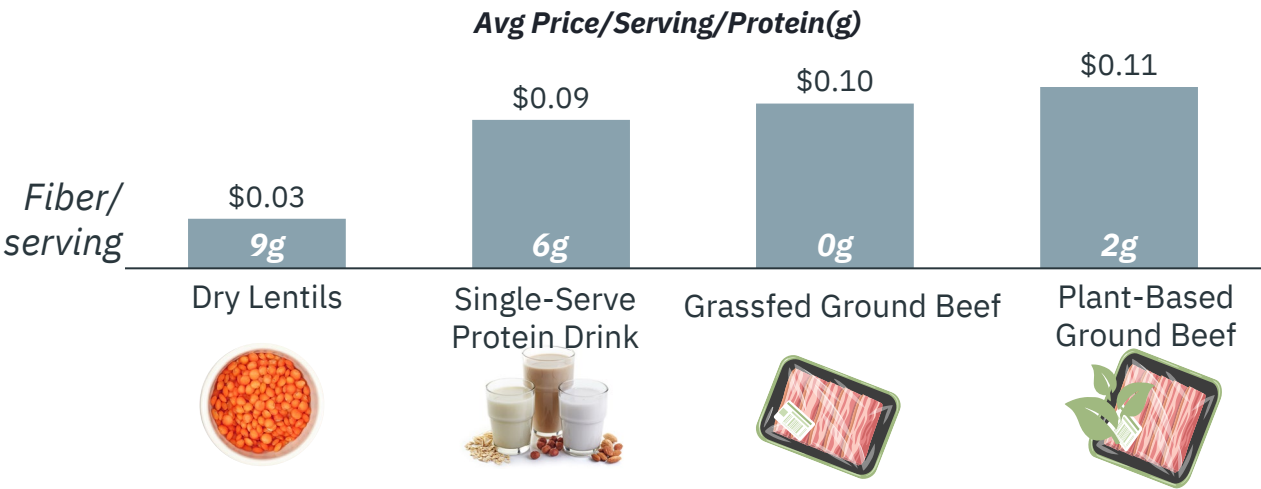 Avg Price/Serving/Protein(g)
$0.03
$0.09
$0.10
$0.11
Fiber/
serving
9g
6g
0g
2g
Dry Lentils
Single-Serve
Protein Drink
Grassfed Ground Beef
Plant-Based
Ground Beef